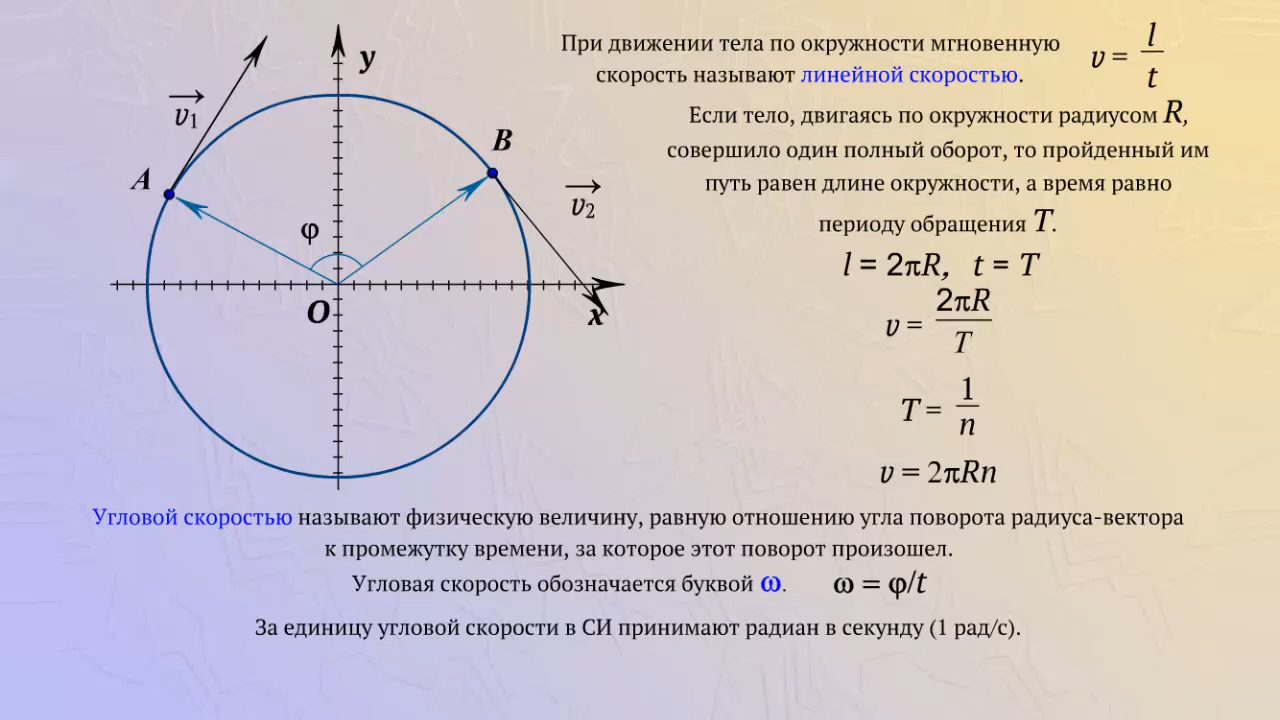 y
v₁
A
B
v₂
φ
O
x
При движении тела по окружности мгновенную
скорость называют линейной скоростью.
v = l/t
Если тело, двигаясь по окружности радиусом R,
совершило один полный оборот, то пройденный им
путь равен длине окружности, а время равно
периоду обращения T.
l = 2πR, t = T
v = 2πR/T
T = 1/n
v = 2πRn
Угловой скоростью называют физическую величину, равную отношению угла поворота радиуса-вектора
к промежутку времени, за которое этот поворот произошел.
Угловая скорость обозначается буквой ω. ω = φ/t
За единицу угловой скорости в СИ принимают радиан в секунду (1 рад/с).